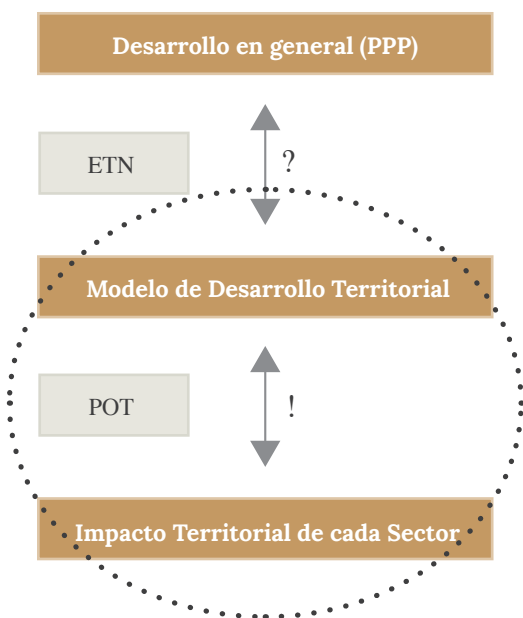 Desarrollo en general (PPP)
ETN
?
Modelo de Desarrollo Territorial
POT
!
Impacto Territorial de cada Sector